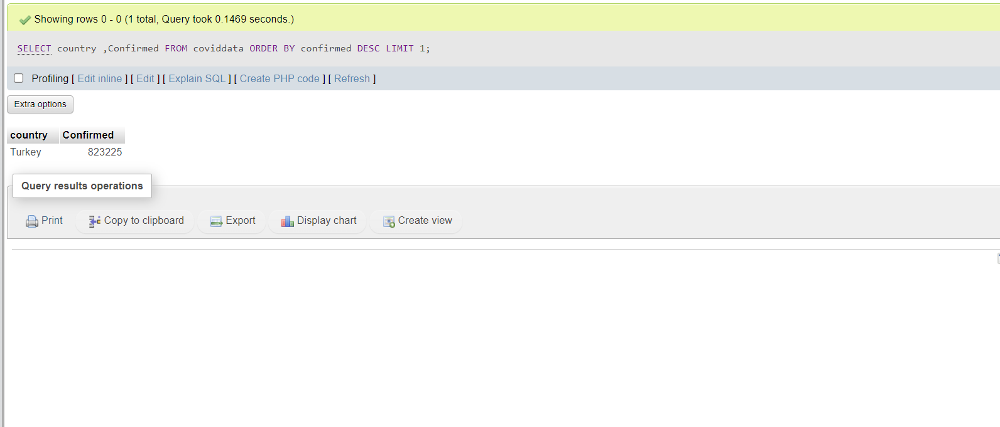 Showing rows 0 - 0 (1 total, Query took 0.1469 seconds.)
SELECT country ,Confirmed FROM coviddata ORDER BY confirmed DESC LIMIT 1;
Profiling [ Edit inline ] [ Edit ] [ Explain SQL ] [ Create PHP code ] [ Refresh ]
Extra options
country Confirmed
Turkey 823225
Query results operations
Print Copy to clipboard Export Display chart Create view